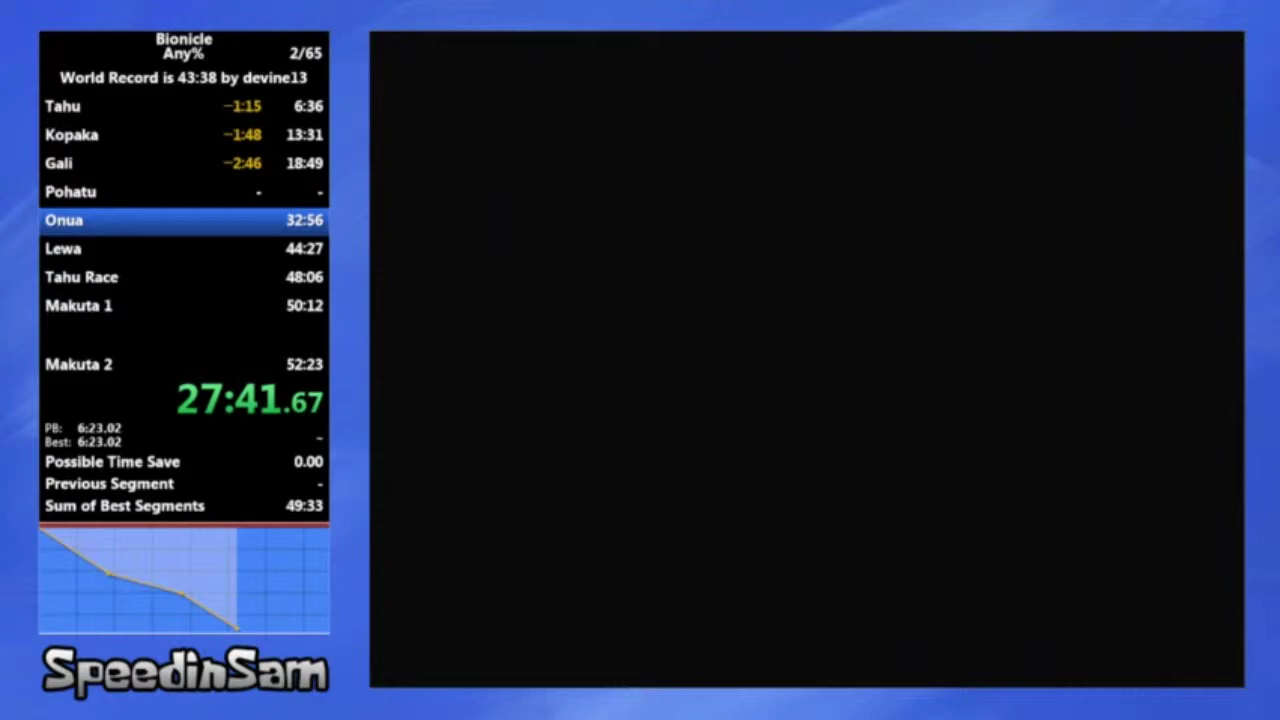 Bionicle
Any% 2/65
World Record is 43:38 by devine13
Tahu −1:15 6:36
Kopaka −1:48 13:31
Gali −2:46 18:49
Pohatu - -
Onua 32:56
Lewa 44:27
Tahu Race 48:06
Makuta 1 50:12
Makuta 2 52:23
27:41.67
PB: 6:23.02
Best: 6:23.02 -
Possible Time Save 0.00
Previous Segment -
Sum of Best Segments 49:33
SpeedinSam